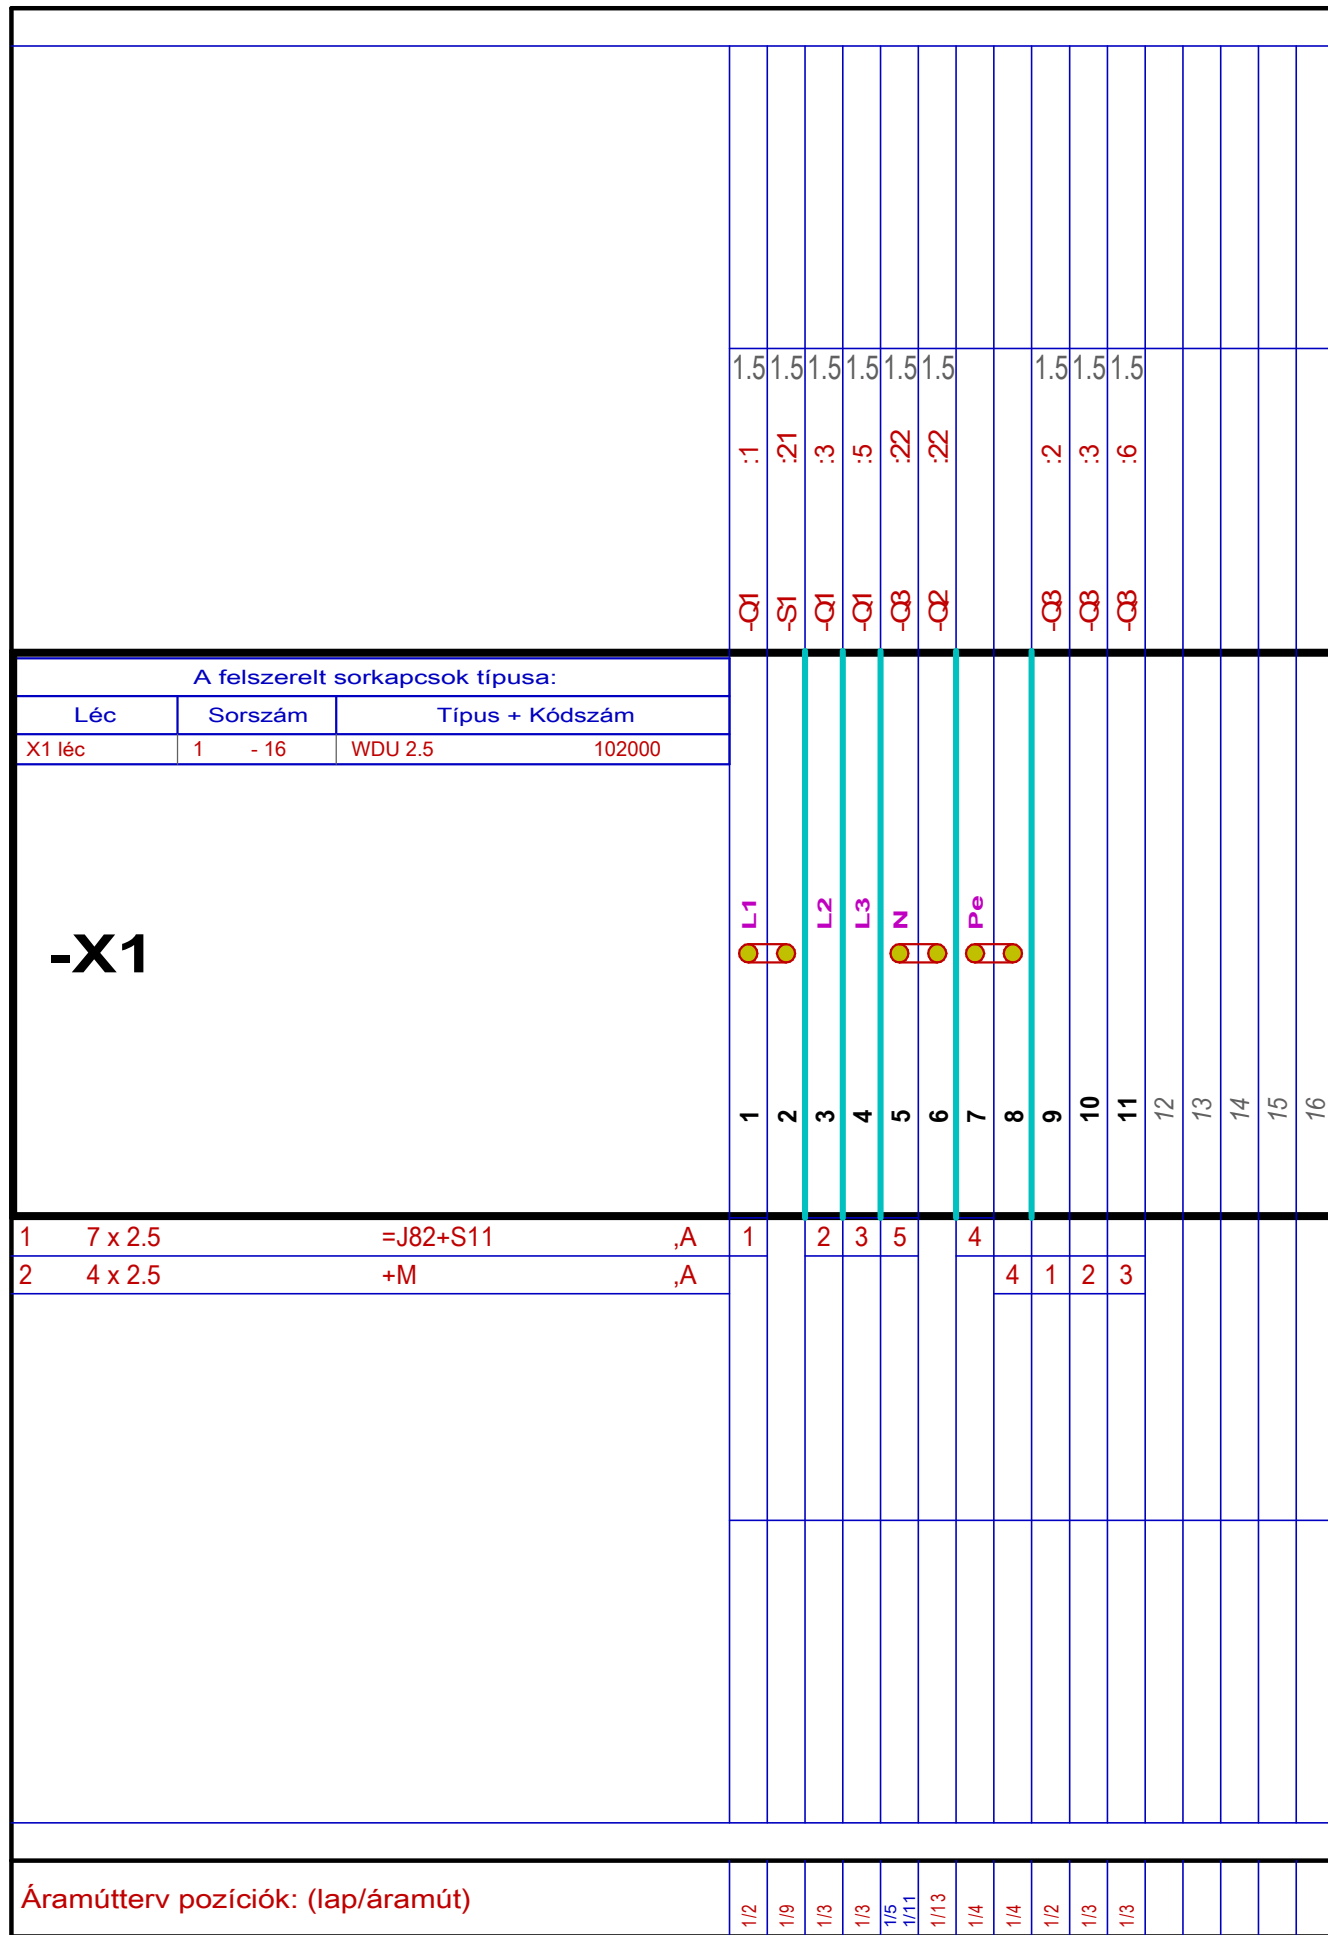 1.5 1.5 1.5 1.5 1.5 1.5 1.5 1.5 1.5
:1 :21 :3 :5 :22 :22 :2 :3 :6
-Q1 -S1 -Q1 -Q1 -Q3 -Q2 -Q3 -Q3 -Q3
A felszerelt sorkapcsok típusa:
Léc Sorszám Típus + Kódszám
X1 léc 1 - 16 WDU 2.5 102000
L1 L2 L3 N Pe
-X1
1 2 3 4 5 6 7 8 9 10 11 12 13 14 15 16
1 7 x 2.5 =J82+S11 ,A 1 2 3 5 4
2 4 x 2.5 +M ,A 4 1 2 3
Áramútterv pozíciók: (lap/áramút)
1/2 1/9 1/3 1/3 1/5 1/11 1/13 1/4 1/4 1/2 1/3 1/3